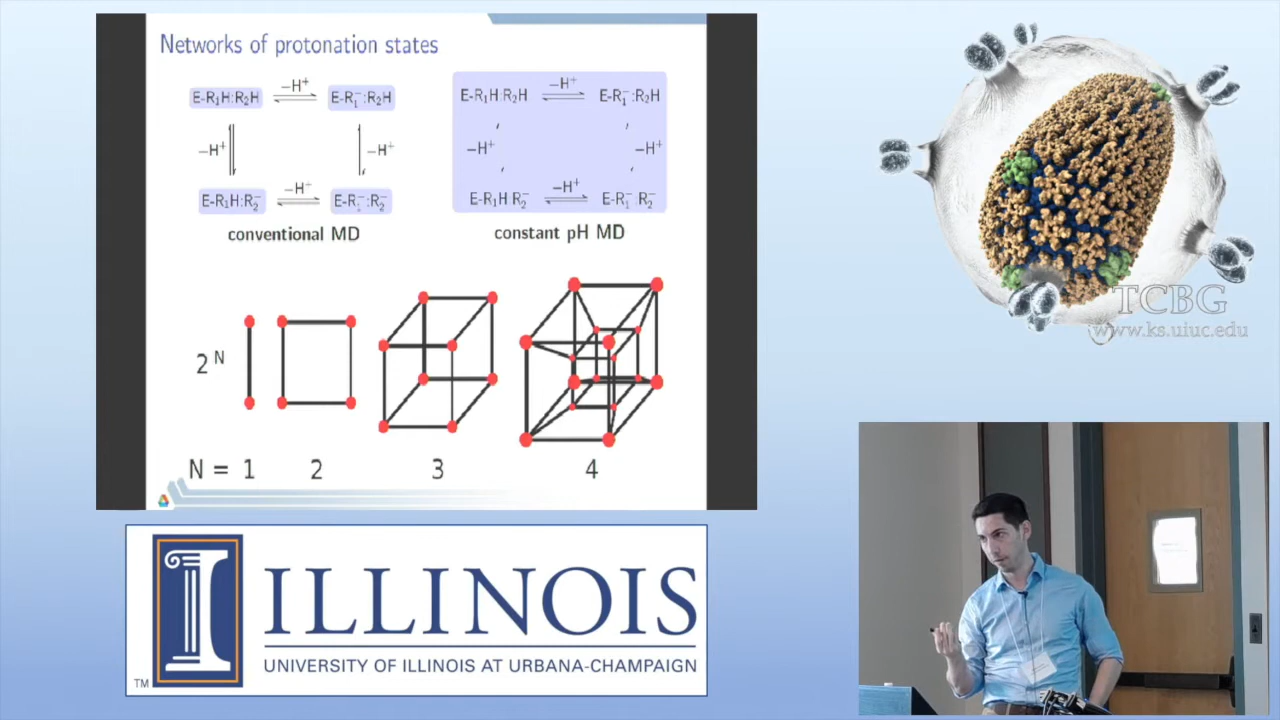 Networks of protonation states
E-R₁H:R₂H −H⁺ E-R₁⁻:R₂H
−H⁺ −H⁺
E-R₁H:R₂⁻ −H⁺ E-R₁⁻:R₂⁻
conventional MD
E-R₁H:R₂H −H⁺ E-R₁⁻:R₂H
−H⁺ −H⁺
E-R₁H R₂⁻ −H⁺ E-R₁⁻ R₂⁻
constant pH MD
2ᴺ
N = 1 2 3 4
TCBG
www.ks.uiuc.edu
I ILLINOIS
UNIVERSITY OF ILLINOIS AT URBANA-CHAMPAIGN
TM